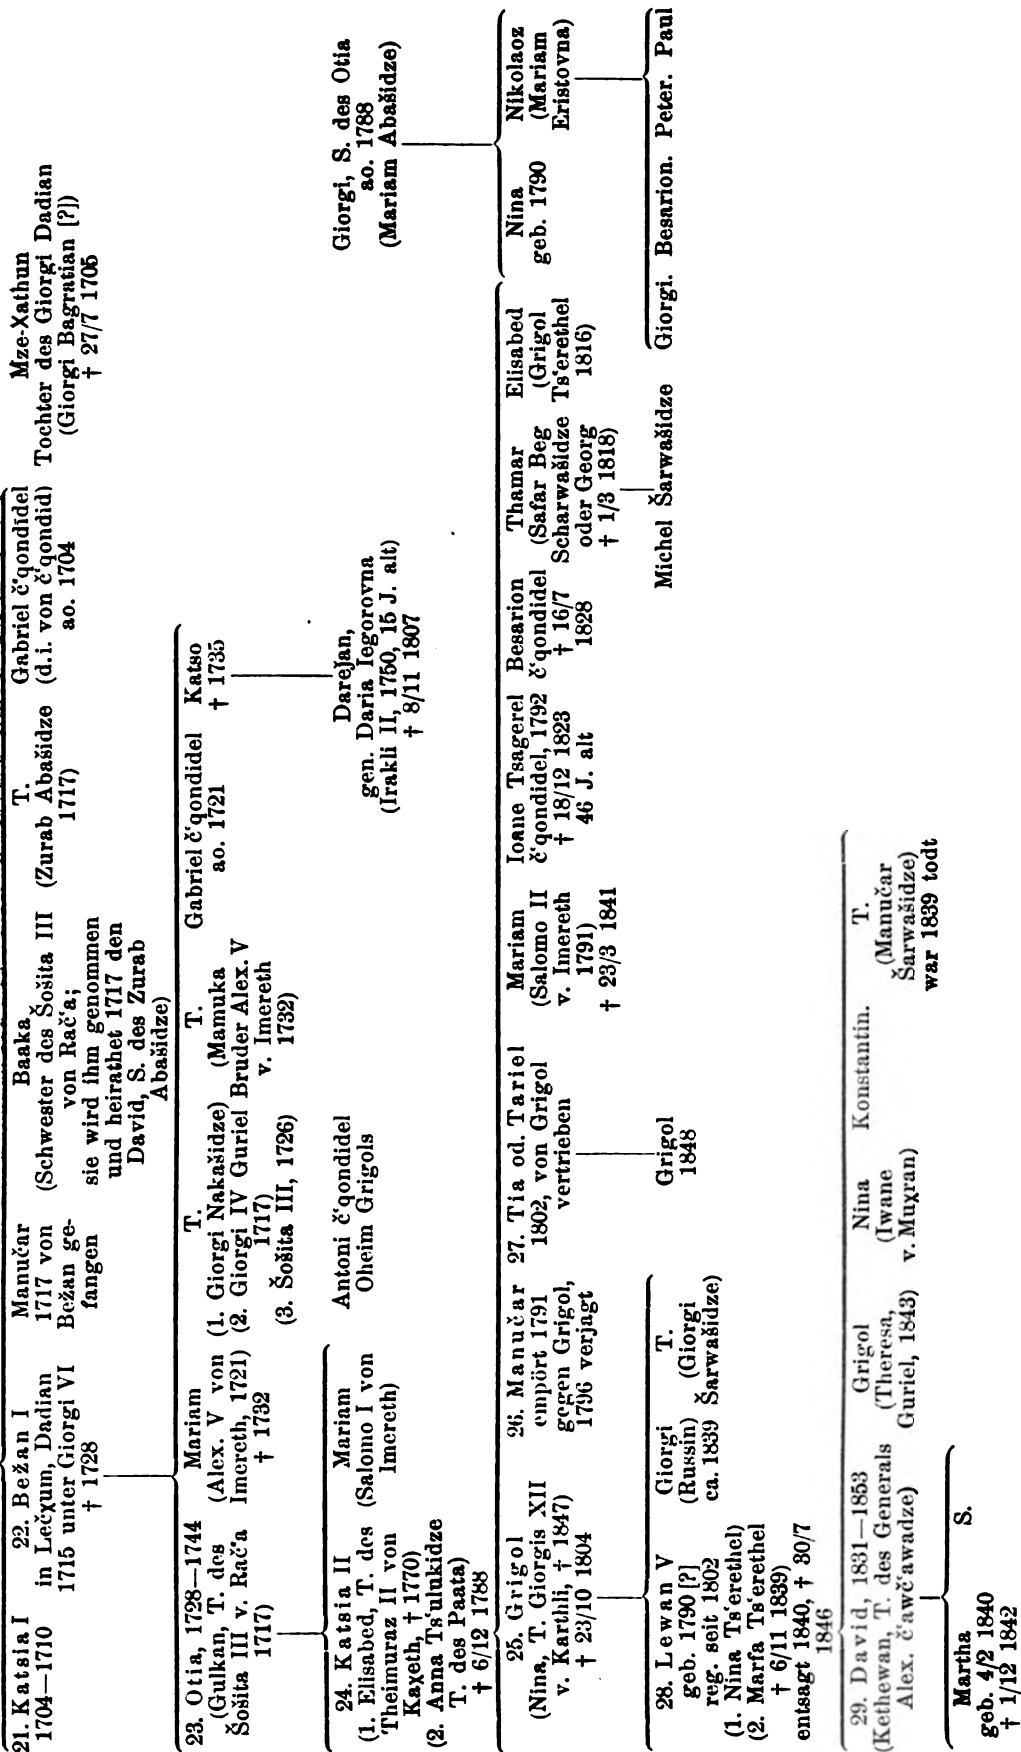 21. Katsia I
1704—1710
22. Bežan I
in Lečχum, Dadian
1715 unter Giorgi VI
† 1728
Manučar
1717 von
Bežan ge-
fangen
Baaka
(Schwester des Šošita III
von Rač'a;
sie wird ihm genommen
und heirathet 1717 den
David, S. des Zurab
Abašidze)
T.
(Zurab Abašidze
1717)
Gabriel č'qondidel
(d.i. von č'qondid)
ao. 1704
Mze-Xathun
Tochter des Giorgi Dadian
(Giorgi Bagratian [?])
† 27/7 1705
23. Otia, 1728—1744
(Gulkan, T. des
Šošita III v. Rač'a
1717)
Mariam
(Alex. V von
Imereth, 1721)
† 1732
T.
(1. Giorgi Nakašidze)
(2. Giorgi IV Guriel
1717)
(3. Šošita III, 1726)
T.
(Mamuka
Bruder Alex. V
v. Imereth
1732)
Gabriel č'qondidel
ao. 1721
Katso
† 1735
24. Katsia II
(1. Elisabed, T. des
Theimuraz II von
Kaχeth, † 1770)
(2. Anna Ts'ulukidze
T. des Paata)
† 6/12 1788
Mariam
(Salomo I von
Imereth)
Antoni č'qondidel
Oheim Grigols
Darejan,
gen. Daria Iegorovna
(Irakli II, 1750, 15 J. alt)
† 8/11 1807
Giorgi, S. des Otia
ao. 1788
(Mariam Abašidze)
25. Grigol
(Nina, T. Giorgis XII
v. Karthli, † 1847)
† 23/10 1804
26. Manučar
empört 1791
gegen Grigol,
1796 verjagt
27. Tia od. Tariel
1802, von Grigol
vertrieben
Mariam
(Salomo II
v. Imereth
1791)
† 23/3 1841
Ioane Tsagerel
č'qondidel, 1792
† 18/12 1823
46 J. alt
Besarion
č'qondidel
† 16/7
1828
Thamar
(Safar Beg
Scharwašidze
oder Georg
† 1/3 1818)
Elisabed
(Grigol
Ts'erethel
1816)
Nina
geb. 1790
Nikolaoz
(Mariam
Eristovna)
28. Lewan V
geb. 1790 [?]
reg. seit 1802
(1. Nina Ts'erethel)
(2. Marfa Ts'erethel
† 6/11 1839)
entsagt 1840, † 30/7
1846
Giorgi
(Russin)
ca. 1839
T.
(Giorgi
Šarwašidze)
Grigol
1848
Michel Šarwašidze
Giorgi. Besarion. Peter. Paul
29. David, 1831—1853
(Kethewan, T. des Generals
Alex. č'awč'awadze)
Grigol
(Theresa,
Guriel, 1843)
Nina
(Iwane
v. Muχran)
Konstantin.
T.
(Manučar
Šarwašidze)
war 1839 todt
Martha
geb. 4/2 1840
† 1/12 1842
S.